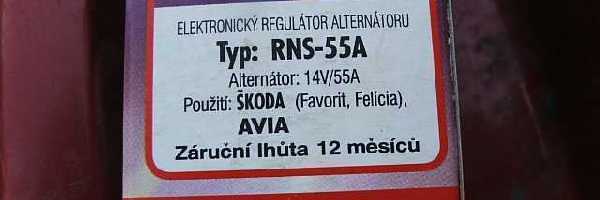 ELEKTRONICKÝ REGULÁTOR ALTERNÁTORU
Typ: RNS-55A
Alternátor: 14V/55A
Použití: ŠKODA (Favorit, Felicia),
AVIA
Záruční lhůta 12 měsíců